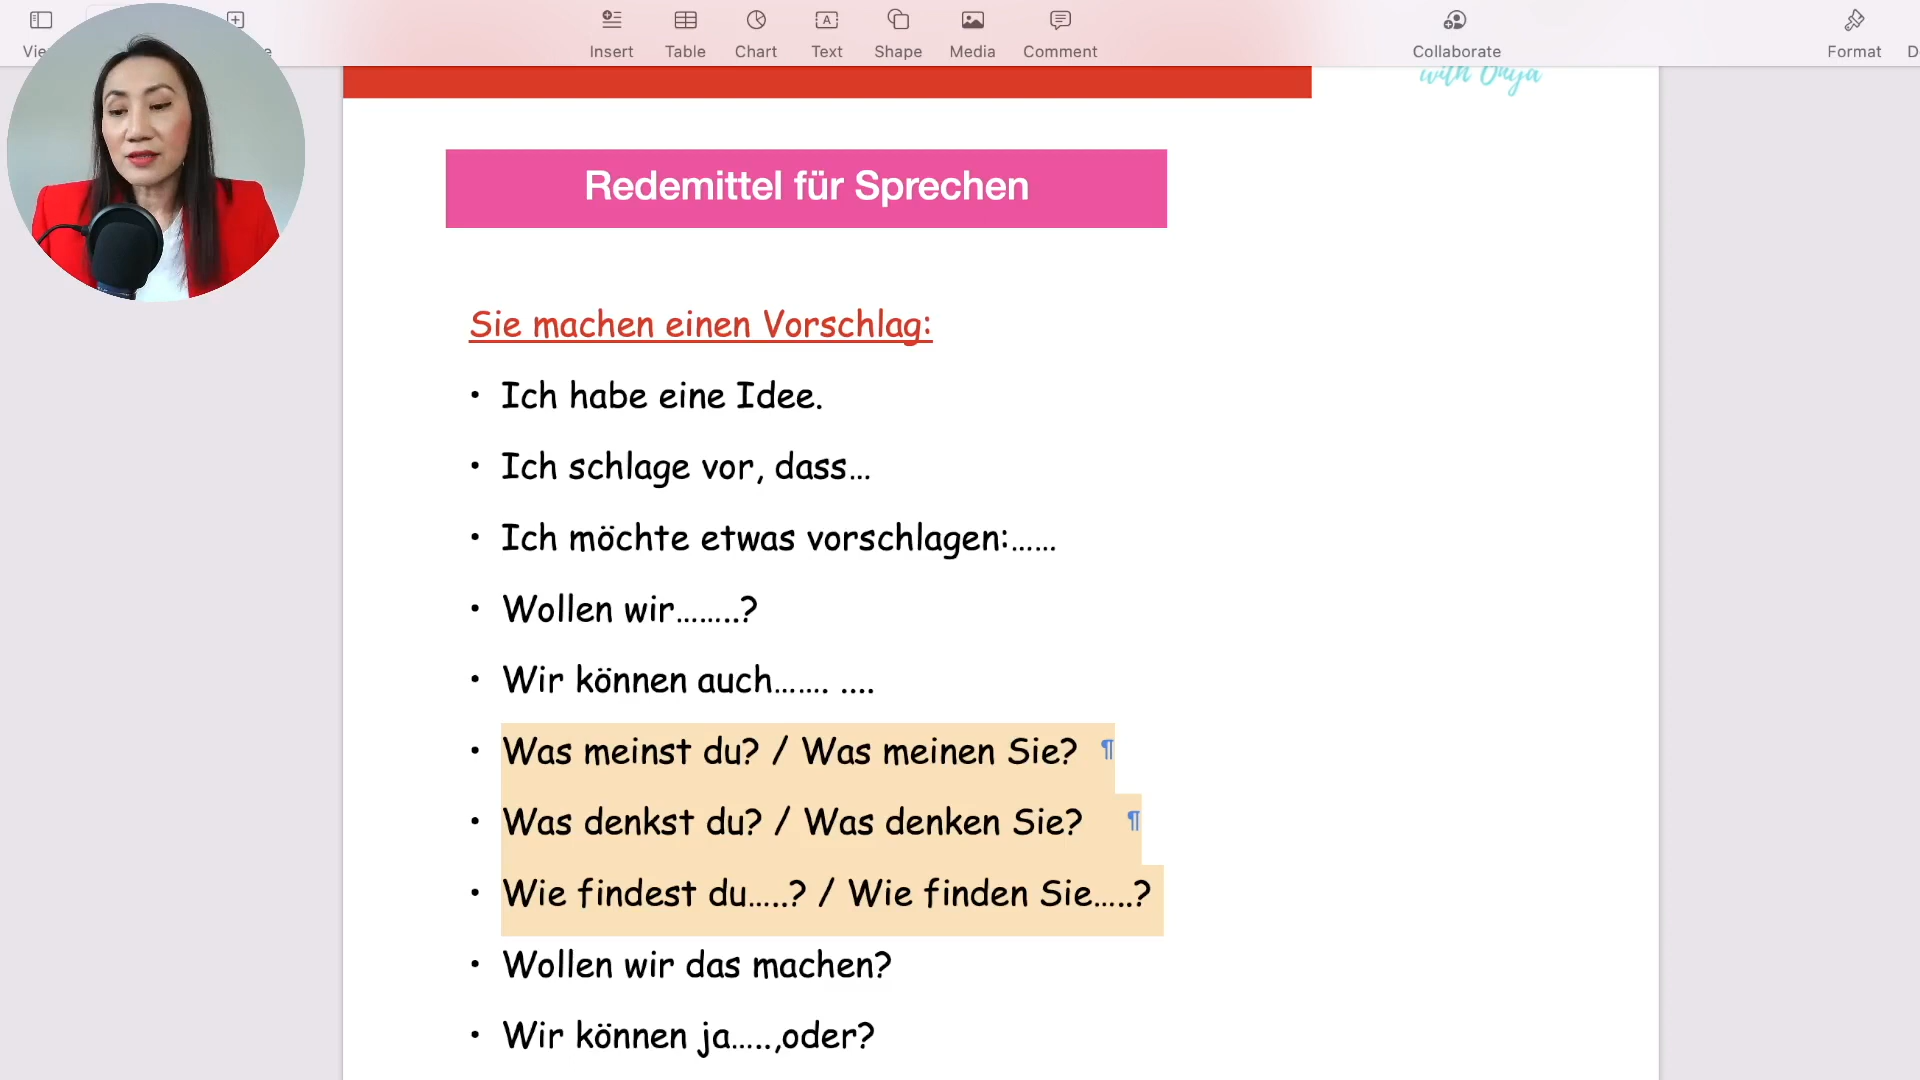 Insert
Table
Chart
Text
Shape
Media
Comment
Collaborate
Format
with Onya
Redemittel für Sprechen
Sie machen einen Vorschlag:
• Ich habe eine Idee.
• Ich schlage vor, dass...
• Ich möchte etwas vorschlagen:......
• Wollen wir........?
• Wir können auch....... ....
• Was meinst du? / Was meinen Sie? ¶
• Was denkst du? / Was denken Sie? ¶
• Wie findest du.....? / Wie finden Sie.....?
• Wollen wir das machen?
• Wir können ja.....,oder?